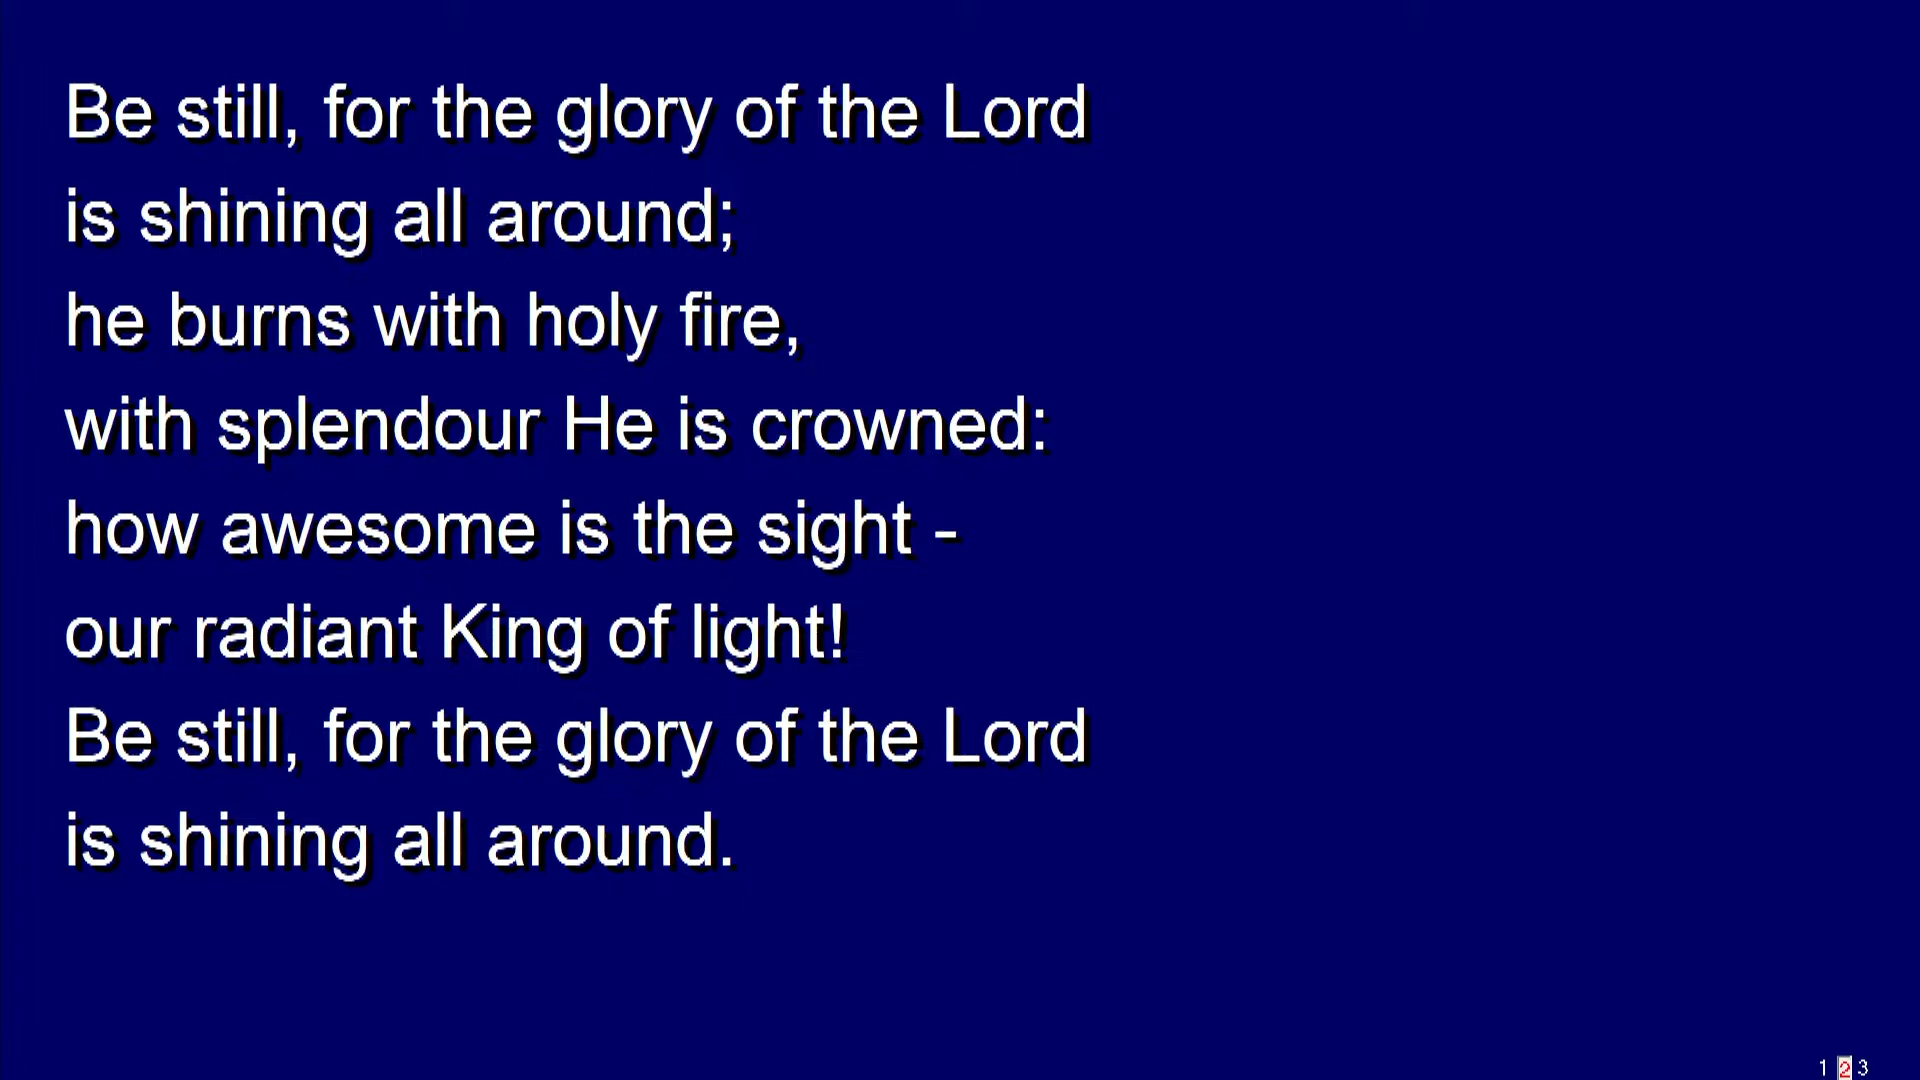 Be still, for the glory of the Lord
is shining all around;
he burns with holy fire,
with splendour He is crowned:
how awesome is the sight -
our radiant King of light!
Be still, for the glory of the Lord
is shining all around.
1 2 3